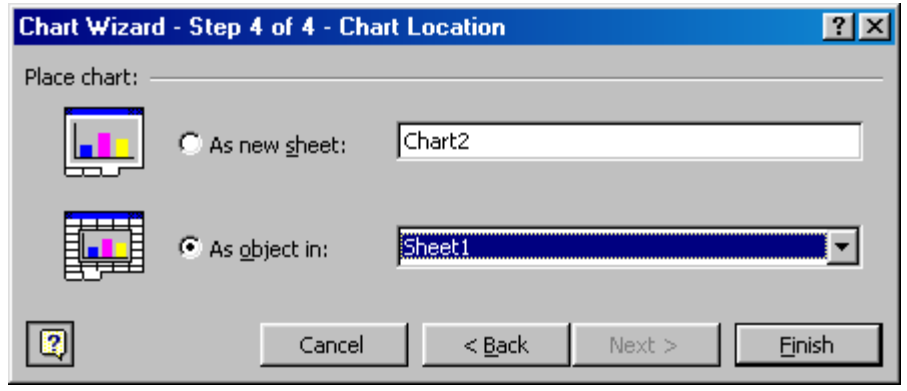 Chart Wizard - Step 4 of 4 - Chart Location
Place chart:
As new sheet: Chart2
As object in: Sheet1
Cancel < Back Next > Finish